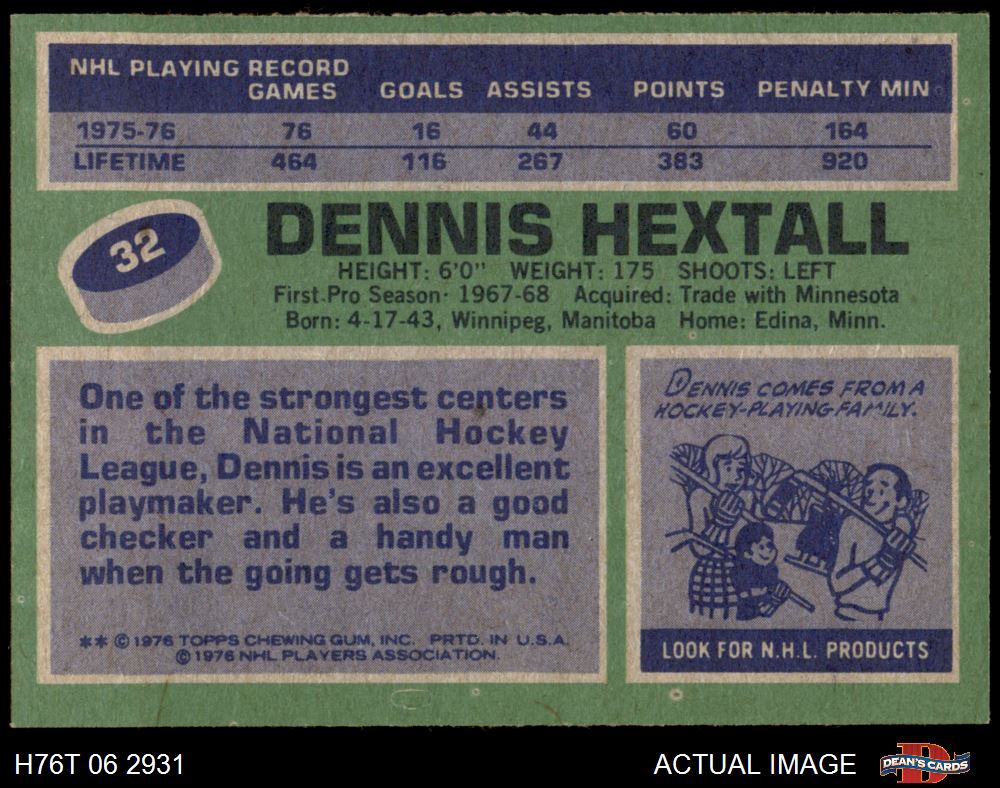 NHL PLAYING RECORD
GAMES GOALS ASSISTS POINTS PENALTY MIN
1975-76 76 16 44 60 164
LIFETIME 464 116 267 383 920
32
DENNIS HEXTALL
HEIGHT: 6'0" WEIGHT: 175 SHOOTS: LEFT
First Pro Season: 1967-68 Acquired: Trade with Minnesota
Born: 4-17-43, Winnipeg, Manitoba Home: Edina, Minn.
One of the strongest centers
in the National Hockey
League, Dennis is an excellent
playmaker. He's also a good
checker and a handy man
when the going gets rough.
** © 1976 TOPPS CHEWING GUM, INC. PRTD. IN U.S.A.
© 1976 NHL PLAYERS ASSOCIATION.
DENNIS COMES FROM A
HOCKEY-PLAYING FAMILY.
LOOK FOR N.H.L. PRODUCTS
H76T 06 2931
ACTUAL IMAGE
DEAN'S CARDS